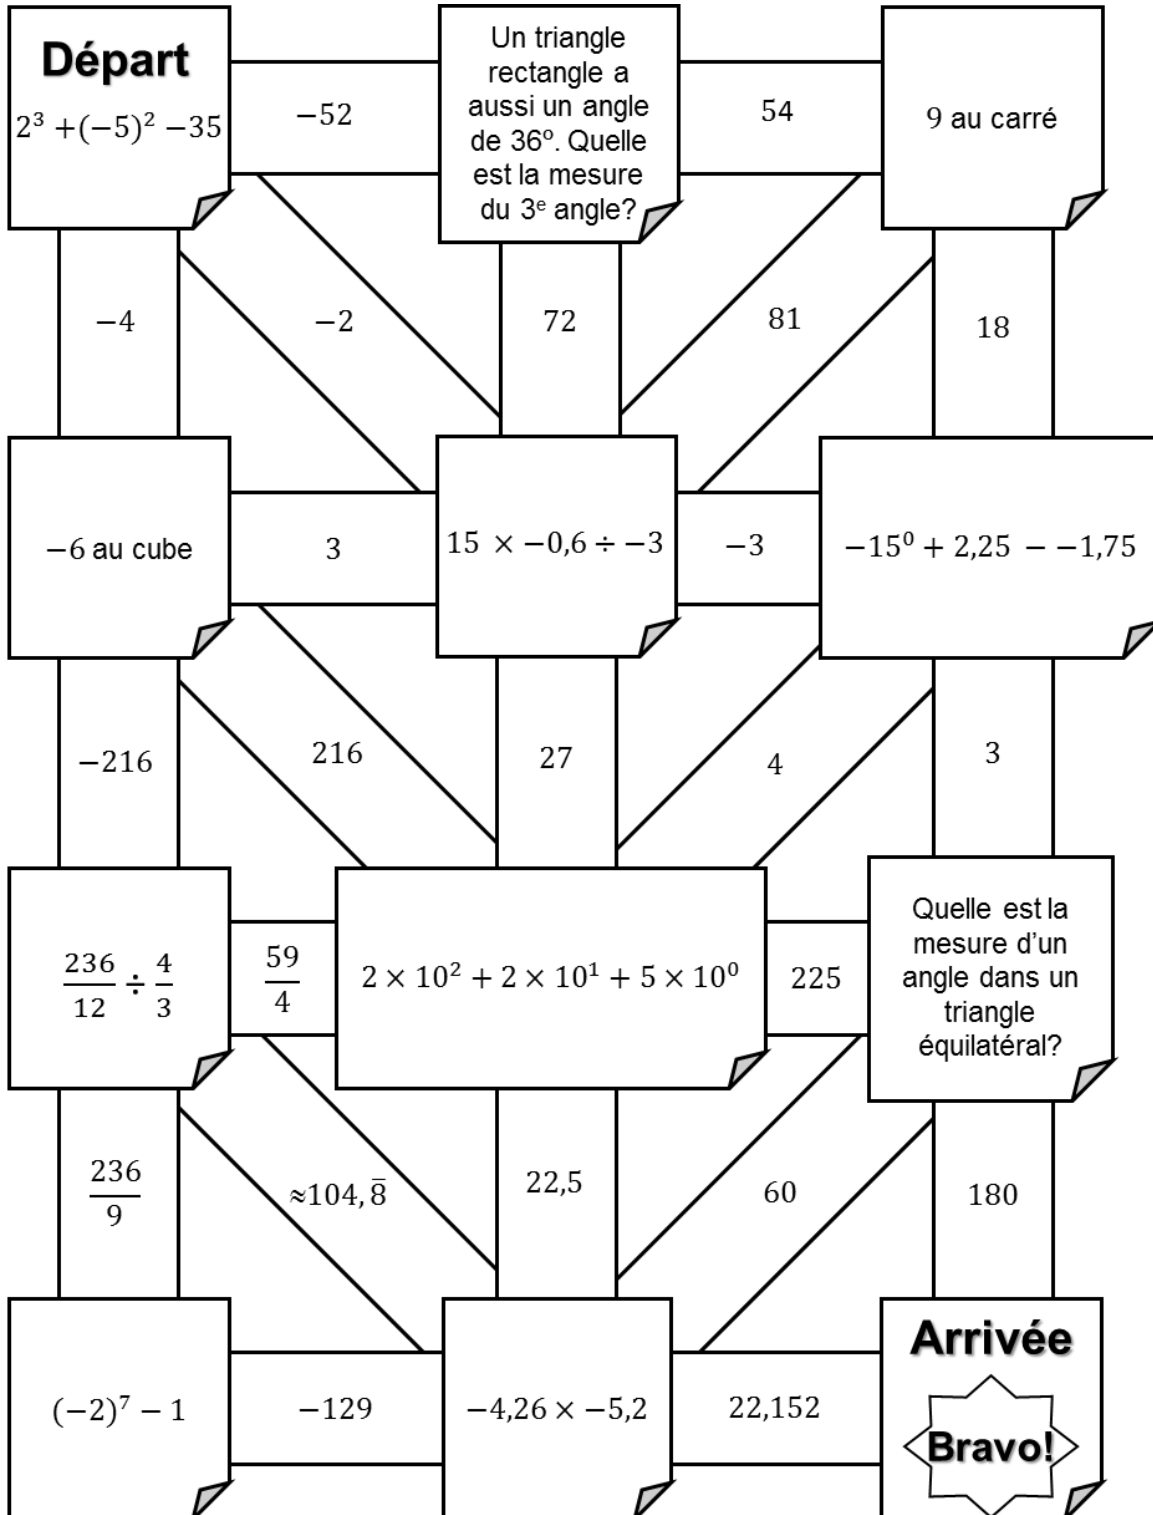 Départ
2³ + (−5)² − 35
−52
Un triangle
rectangle a
aussi un angle
de 36º. Quelle
est la mesure
du 3ᵉ angle?
54
9 au carré
−4
−2
72
81
18
−6 au cube
3
15 × −0,6 ÷ −3
−3
−15⁰ + 2,25 − −1,75
−216
216
27
4
3
236/12 ÷ 4/3
59/4
2 × 10² + 2 × 10¹ + 5 × 10⁰
225
Quelle est la
mesure d’un
angle dans un
triangle
équilatéral?
236/9
≈104,8̅
22,5
60
180
(−2)⁷ − 1
−129
−4,26 × −5,2
22,152
Arrivée
Bravo!